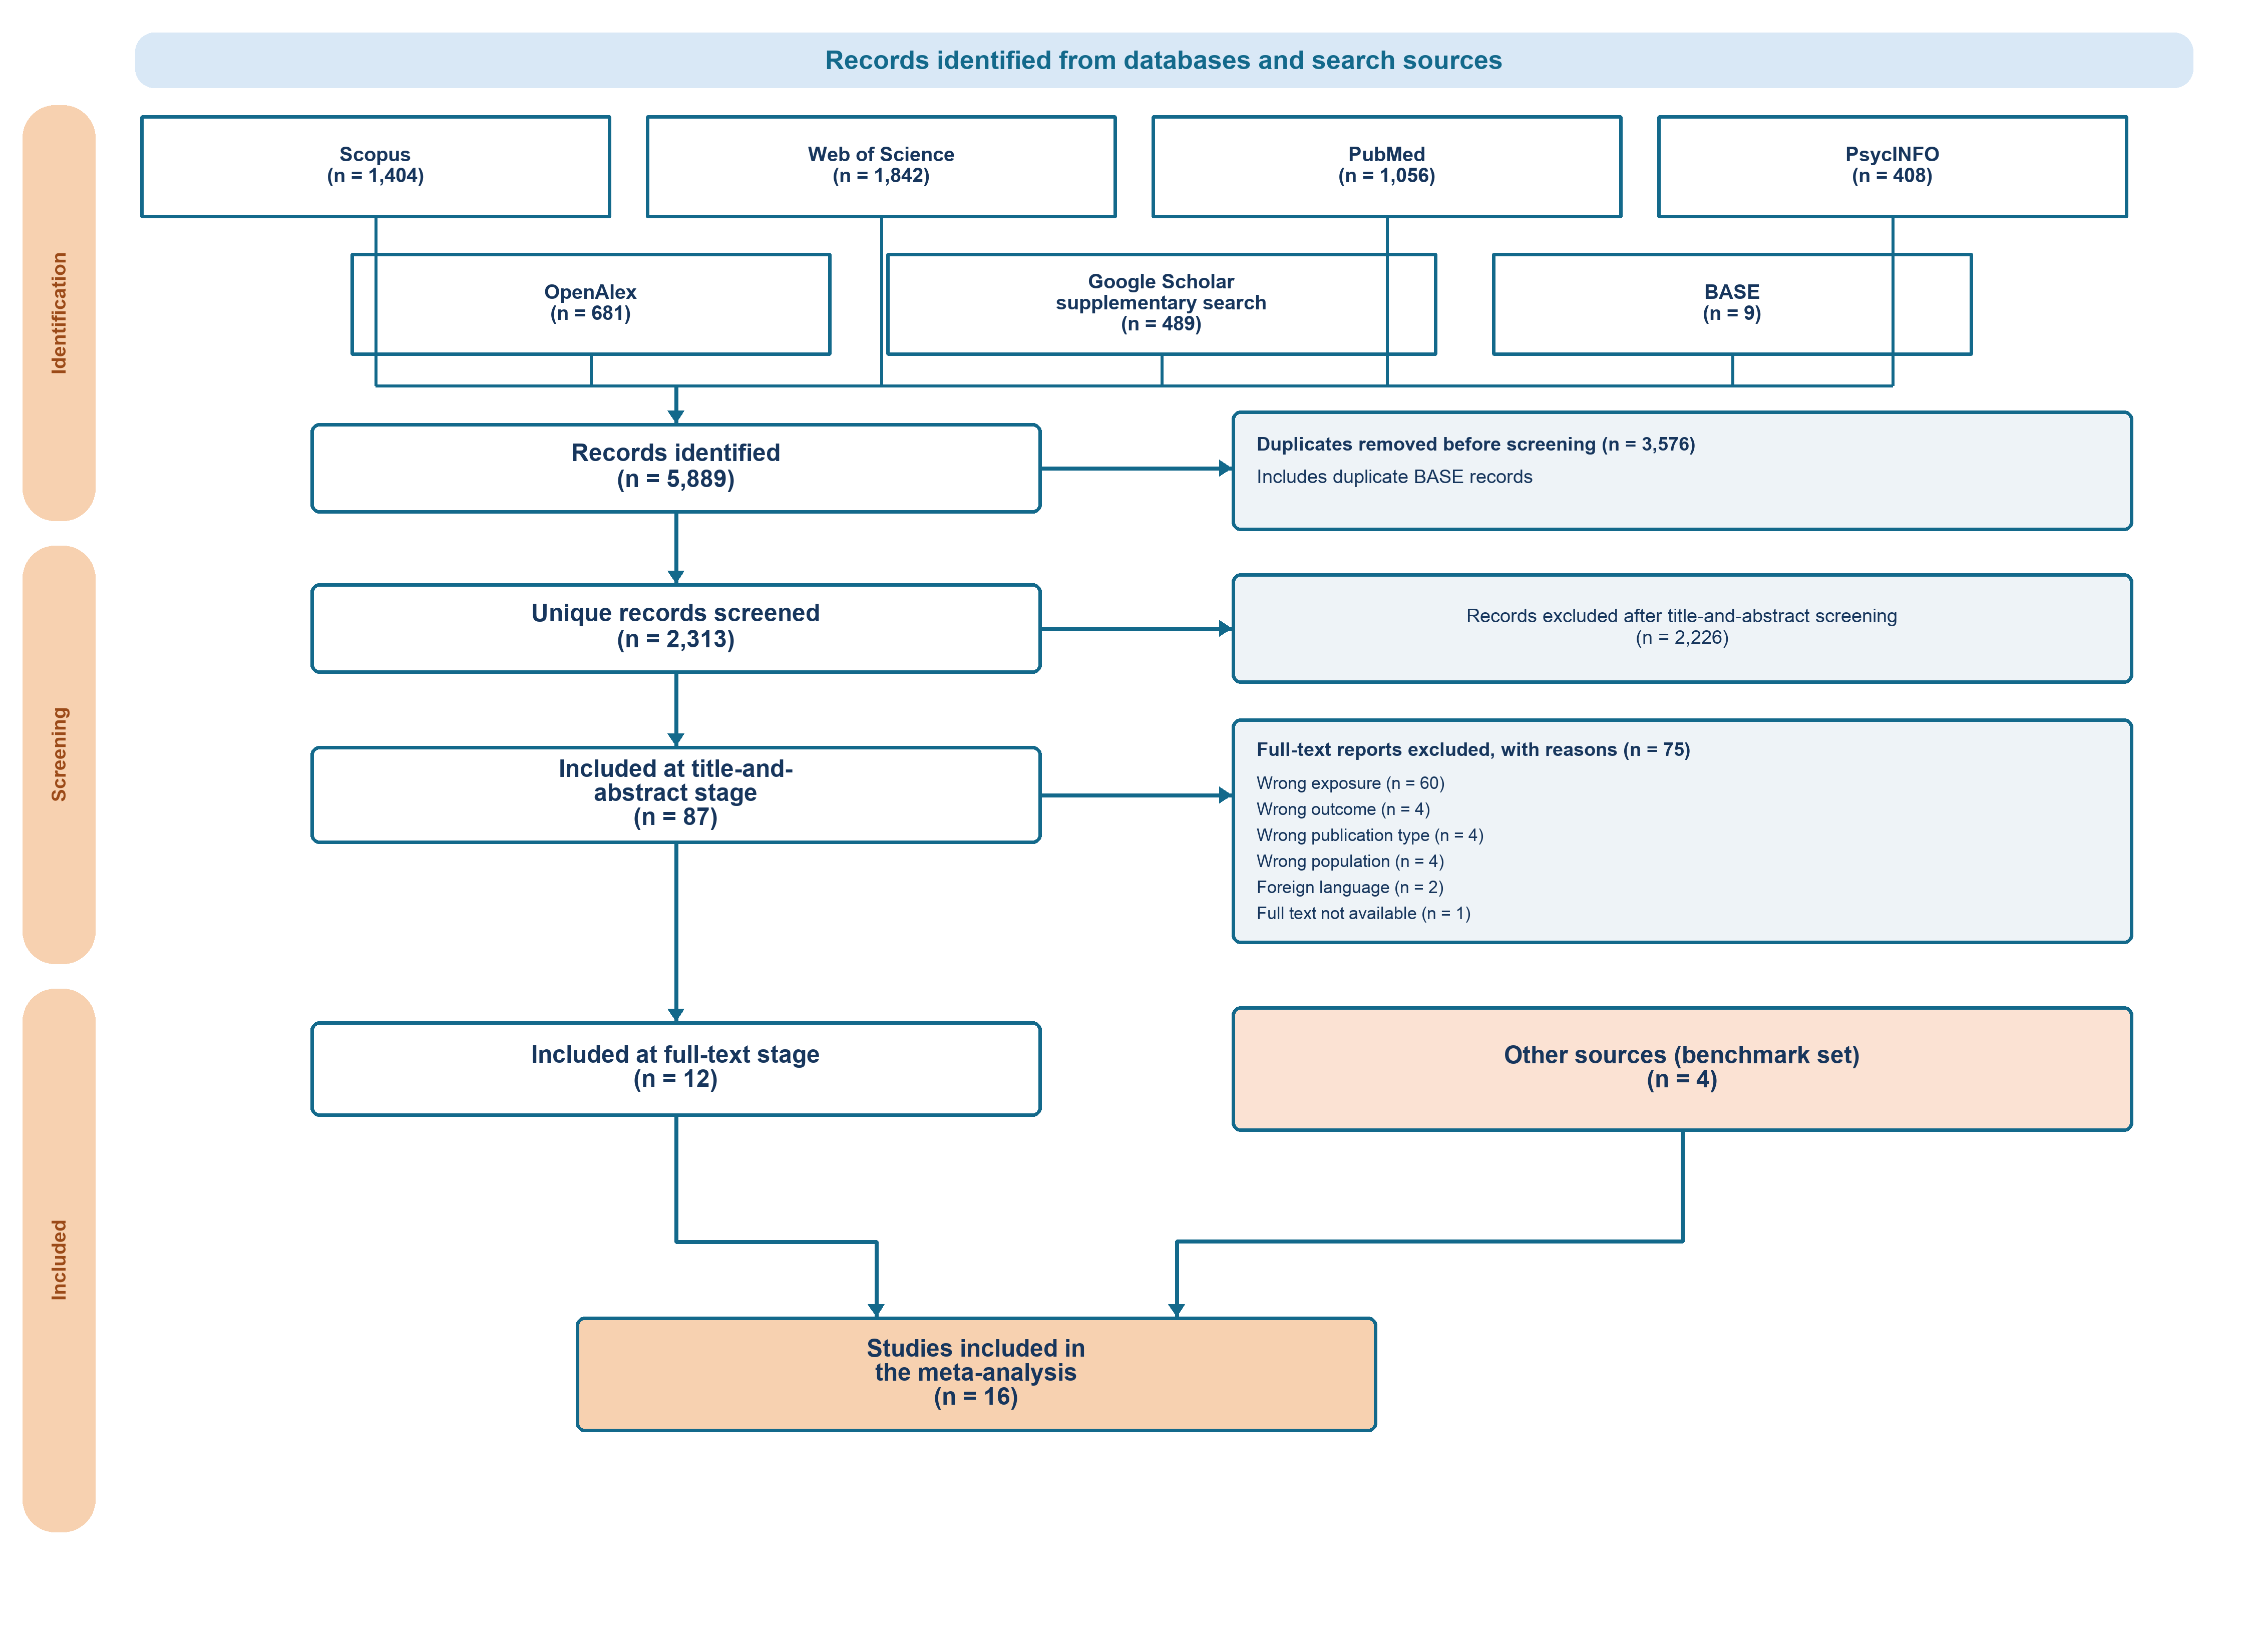 Records identified from databases and search sources
Identification
Scopus
(n = 1,404)
Web of Science
(n = 1,842)
PubMed
(n = 1,056)
PsycINFO
(n = 408)
OpenAlex
(n = 681)
Google Scholar
supplementary search
(n = 489)
BASE
(n = 9)
Records identified
(n = 5,889)
Duplicates removed before screening (n = 3,576)
Includes duplicate BASE records
Screening
Unique records screened
(n = 2,313)
Records excluded after title-and-abstract screening
(n = 2,226)
Included at title-and-
abstract stage
(n = 87)
Full-text reports excluded, with reasons (n = 75)
Wrong exposure (n = 60)
Wrong outcome (n = 4)
Wrong publication type (n = 4)
Wrong population (n = 4)
Foreign language (n = 2)
Full text not available (n = 1)
Included
Included at full-text stage
(n = 12)
Other sources (benchmark set)
(n = 4)
Studies included in
the meta-analysis
(n = 16)